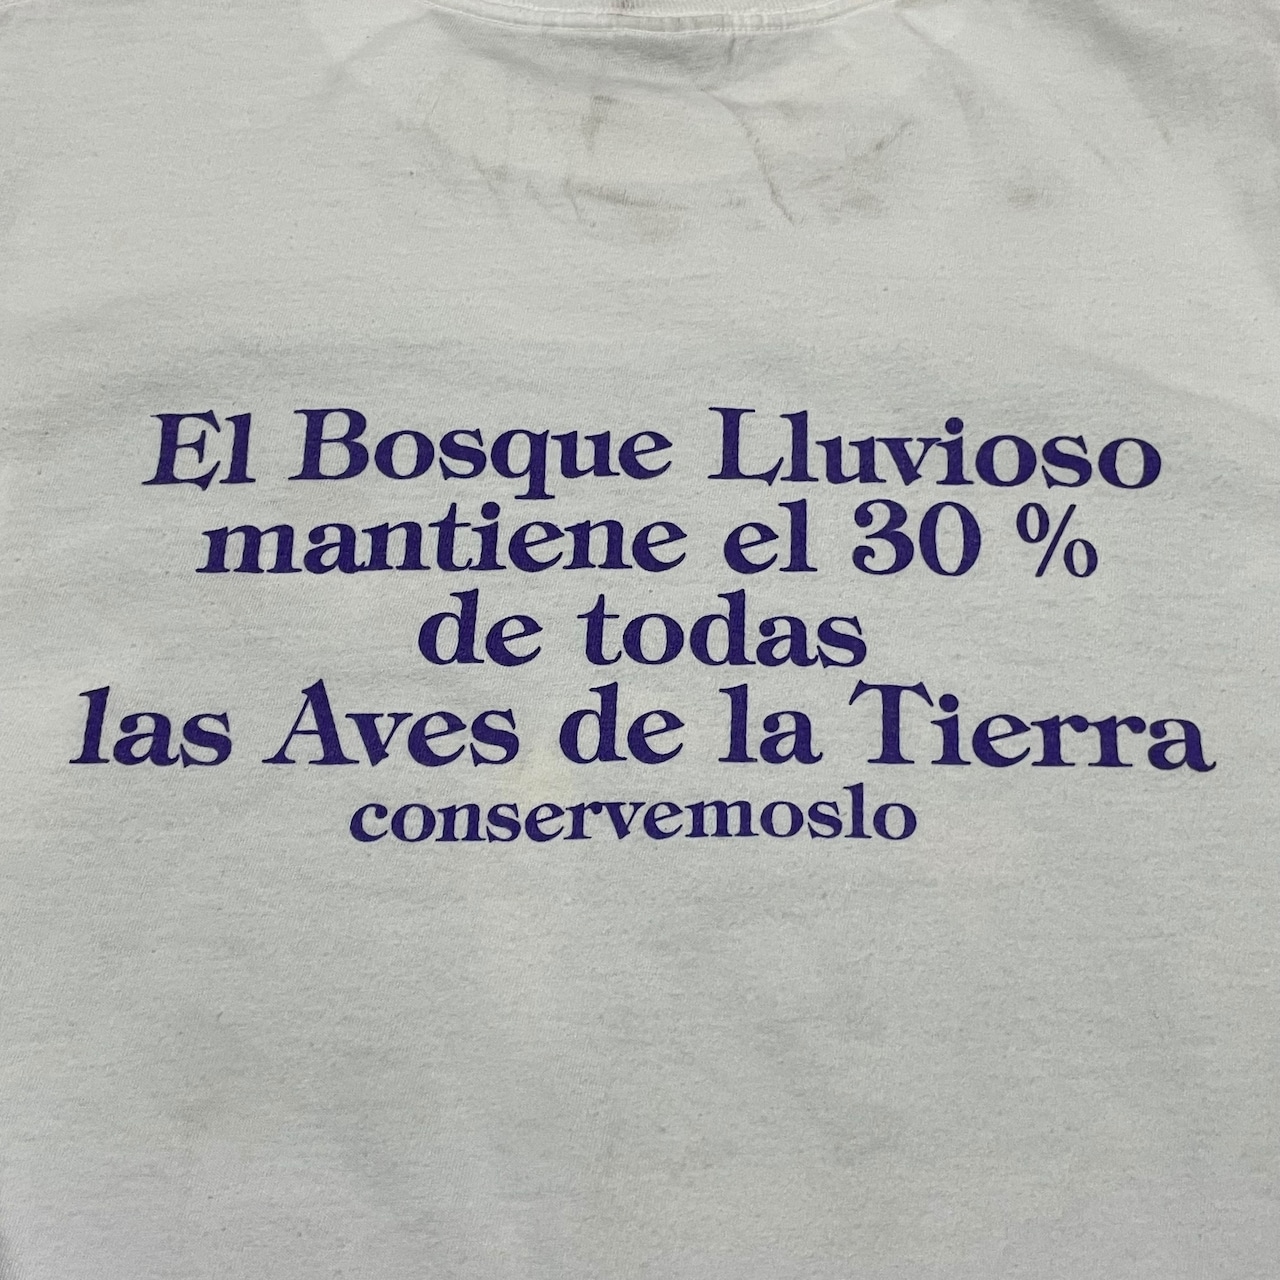 El Bosque Lluvioso
mantiene el 30 %
de todas
las Aves de la Tierra
conservemoslo